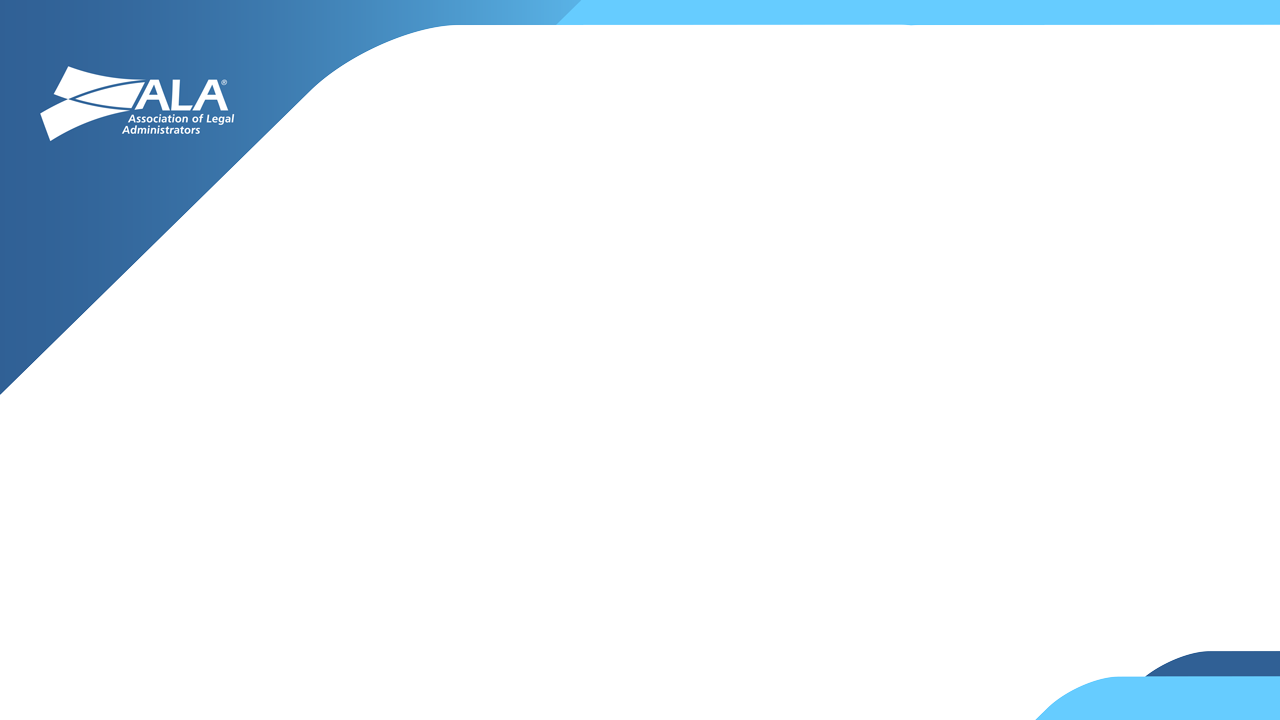 ALA®
Association of Legal
Administrators